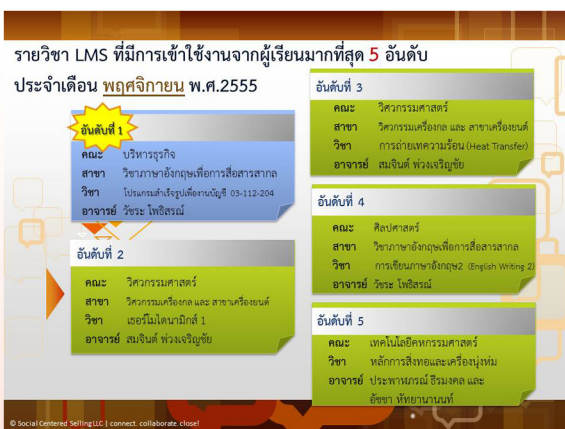 รายวิชา LMS ที่มีการเข้าใช้งานจากผู้เรียนมากที่สุด 5 อันดับ
ประจำเดือน พฤศจิกายน พ.ศ.2555
อันดับที่ 1
คณะ บริหารธุรกิจ
สาขา วิชาภาษาอังกฤษเพื่อการสื่อสารสากล
วิชา โปรแกรมสำเร็จรูปเพื่องานบัญชี 03-112-204
อาจารย์ วัชระ โพธิสรณ์
อันดับที่ 2
คณะ วิศวกรรมศาสตร์
สาขา วิศวกรรมเครื่องกล และ สาขาเครื่องยนต์
วิชา เธอร์โมไดนามิกส์ 1
อาจารย์ สมจินต์ พ่วงเจริญชัย
อันดับที่ 3
คณะ วิศวกรรมศาสตร์
สาขา วิศวกรรมเครื่องกล และ สาขาเครื่องยนต์
วิชา การถ่ายเทความร้อน (Heat Transfer)
อาจารย์ สมจินต์ พ่วงเจริญชัย
อันดับที่ 4
คณะ ศิลปศาสตร์
สาขา วิชาภาษาอังกฤษเพื่อการสื่อสารสากล
วิชา การเขียนภาษาอังกฤษ2 (English Writing 2)
อาจารย์ วัชระ โพธิสรณ์
อันดับที่ 5
คณะ เทคโนโลยีคหกรรมศาสตร์
วิชา หลักการสิ่งทอและเครื่องนุ่งห่ม
อาจารย์ ประพาฬภรณ์ ธีรมงคล และ
อัชชา หัทยานานนท์
© Social Centered Selling LLC | connect. collaborate. close!